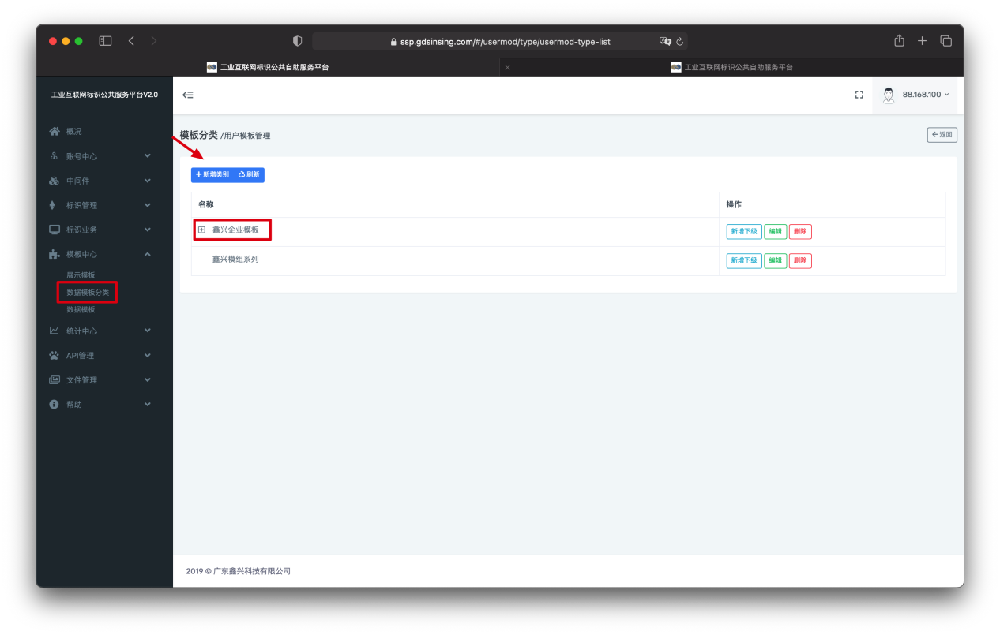 ssp.gdsinsing.com/#/usermod/type/usermod-type-list
工业互联网标识公共自助服务平台
工业互联网标识公共自助服务平台
工业互联网标识公共服务平台V2.0
88.168.100
概况
账号中心
中间件
标识管理
标识业务
模板中心
展示模板
数据模板分类
数据模板
统计中心
API管理
文件管理
帮助
模板分类 /用户模板管理
返回
新增类别 刷新
名称 操作
鑫兴企业模板 新增下级 编辑 删除
鑫兴模组系列 新增下级 编辑 删除
2019 © 广东鑫兴科技有限公司